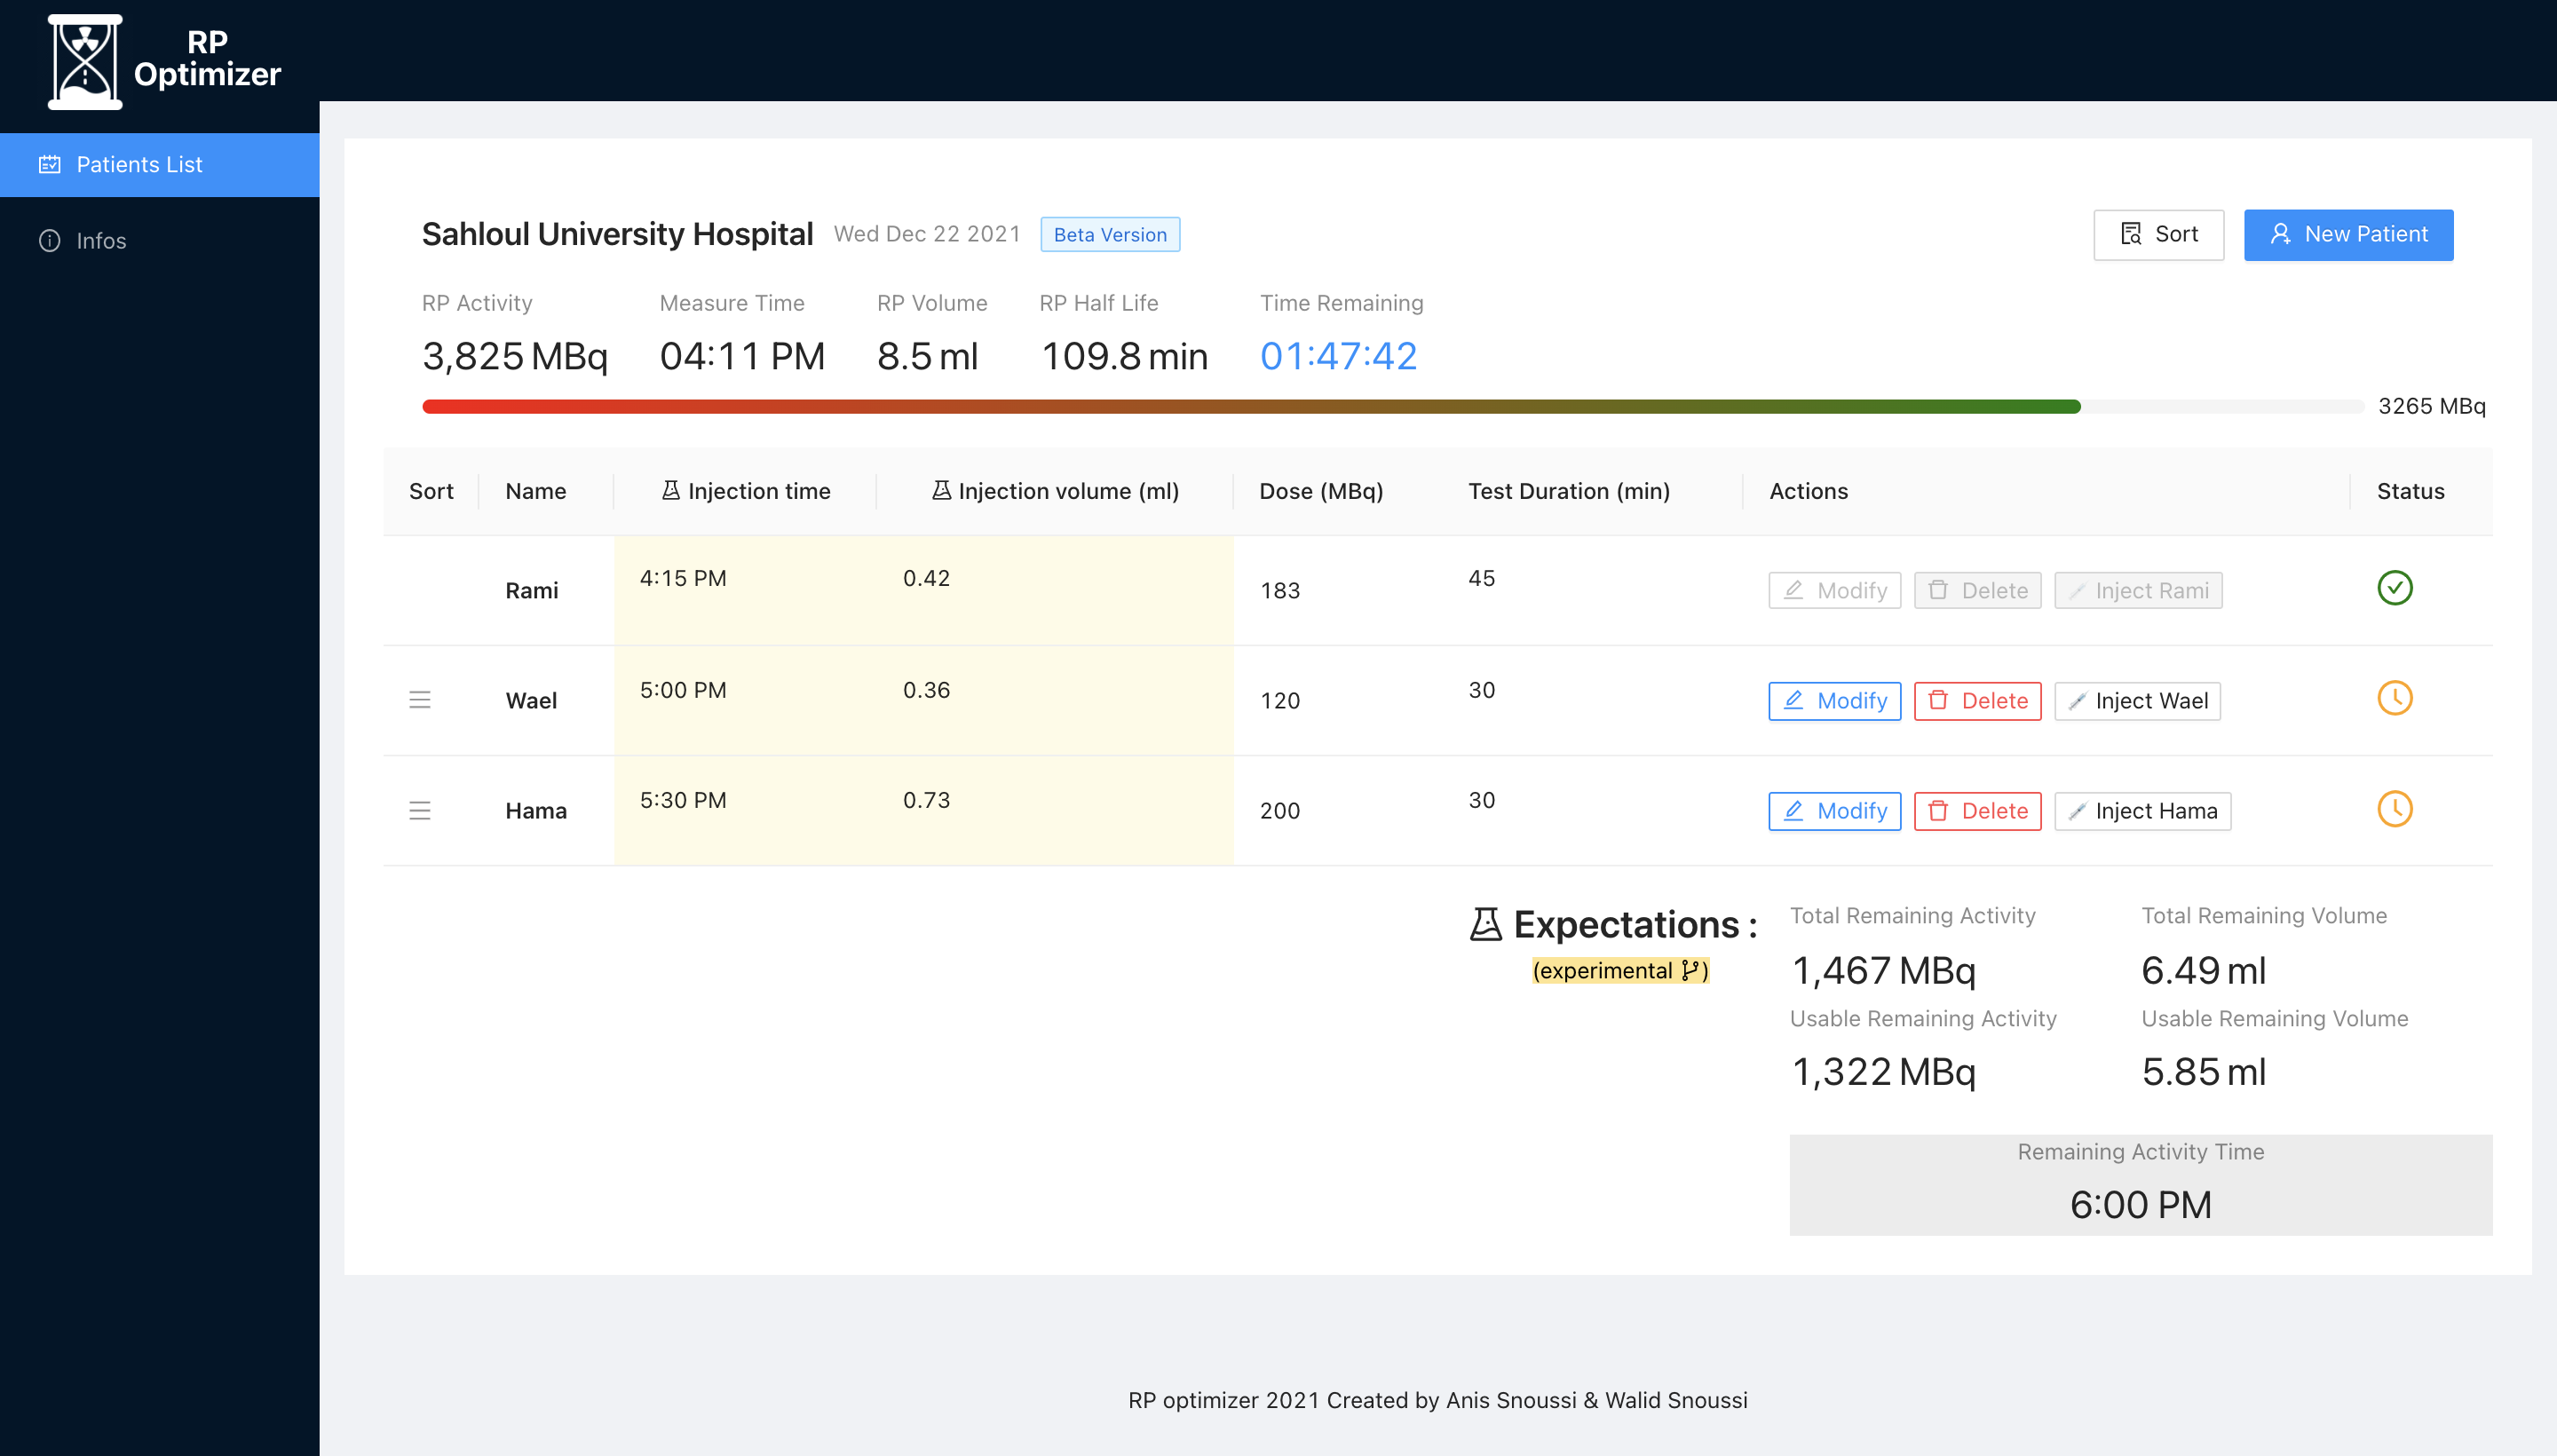 RP
Optimizer
Patients List
Infos
Sahloul University Hospital Wed Dec 22 2021 Beta Version Sort New Patient
RP Activity Measure Time RP Volume RP Half Life Time Remaining
3,825 MBq 04:11 PM 8.5 ml 109.8 min 01:47:42
3265 MBq
Sort Name Injection time Injection volume (ml) Dose (MBq) Test Duration (min) Actions Status
Rami 4:15 PM 0.42 183 45 Modify Delete Inject Rami
Wael 5:00 PM 0.36 120 30 Modify Delete Inject Wael
Hama 5:30 PM 0.73 200 30 Modify Delete Inject Hama
Expectations :
(experimental )
Total Remaining Activity Total Remaining Volume
1,467 MBq 6.49 ml
Usable Remaining Activity Usable Remaining Volume
1,322 MBq 5.85 ml
Remaining Activity Time
6:00 PM
RP optimizer 2021 Created by Anis Snoussi & Walid Snoussi